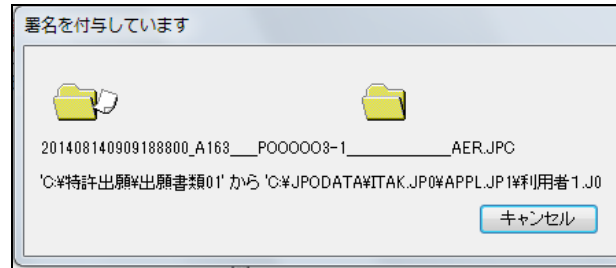 署名を付与しています
201408140909188800_A163___P000003-1____________AER.JPC
'C:¥特許出願¥出願書類01' から 'C:¥JPODATA¥ITAK.JP0¥APPL.JP1¥利用者1.J0
キャンセル